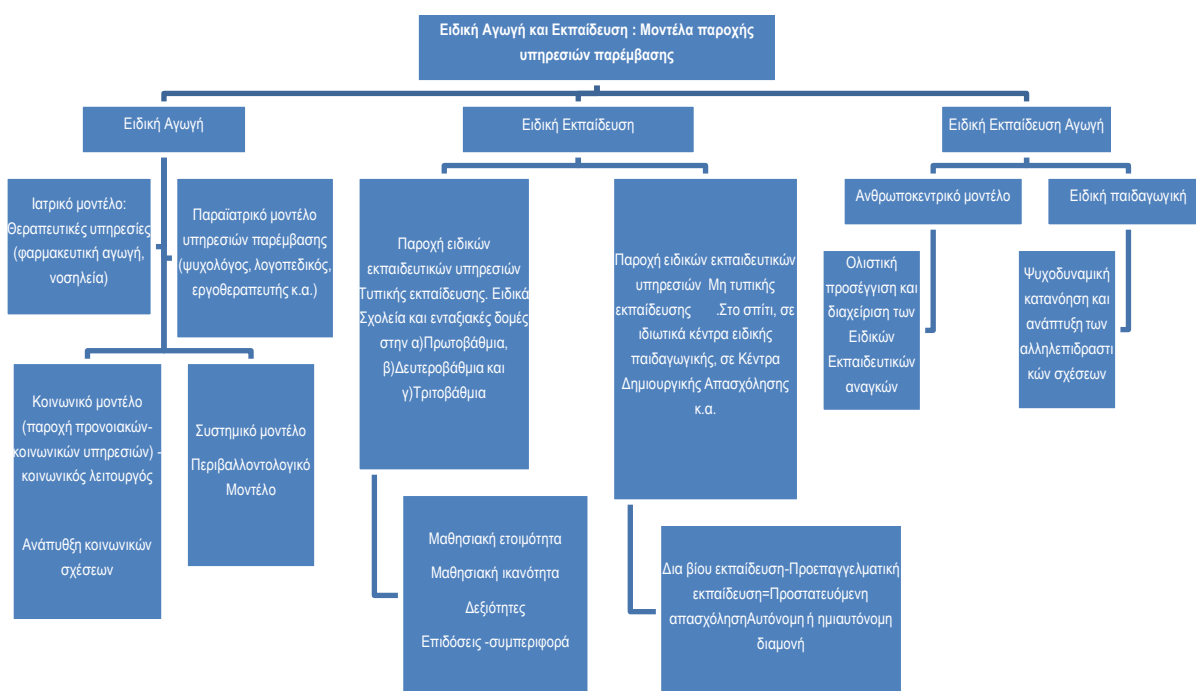 Ειδική Αγωγή και Εκπαίδευση : Μοντέλα παροχής
υπηρεσιών παρέμβασης
Ειδική Αγωγή
Ιατρικό μοντέλο:
Θεραπευτικές υπηρεσίες
(φαρμακευτική αγωγή,
νοσηλεία)
Παραϊατρικό μοντέλο
υπηρεσιών παρέμβασης
(ψυχολόγος, λογοπεδικός,
εργοθεραπευτής κ.α.)
Κοινωνικό μοντέλο
(παροχή προνοιακών-
κοινωνικών υπηρεσιών) -
κοινωνικός λειτουργός
Ανάπυθξη κοινωνικών
σχέσεων
Συστημικό μοντέλο
Περιβαλλοντολογικό
Μοντέλο
Ειδική Εκπαίδευση
Παροχή ειδικών
εκπαιδευτικών υπηρεσιών
Τυπικής εκπαίδευσης. Ειδικά
Σχολεία και ενταξιακές δομές
στην α)Πρωτοβάθμια,
β)Δευτεροβάθμια και
γ)Τριτοβάθμια
Μαθησιακή ετοιμότητα
Μαθησιακή ικανότητα
Δεξιότητες
Επιδόσεις -συμπεριφορά
Παροχή ειδικών εκπαιδευτικών
υπηρεσιών Μη τυπικής
εκπαίδευσης .Στο σπίτι, σε
ιδιωτικά κέντρα ειδικής
παιδαγωγικής, σε Κέντρα
Δημιουργικής Απασχόλησης
κ.α.
Δια βίου εκπαίδευση-Προεπαγγελματική
εκπαίδευση=Προστατευόμενη
απασχόλησηΑυτόνομη ή ημιαυτόνομη
διαμονή
Ειδική Εκπαίδευση Αγωγή
Ανθρωποκεντρικό μοντέλο
Ολιστική
προσέγγιση και
διαχείριση των
Ειδικών
Εκπαιδευτικών
αναγκών
Ειδική παιδαγωγική
Ψυχοδυναμική
κατανόηση και
ανάπτυξη των
αλληλεπιδραστι
κών σχέσεων